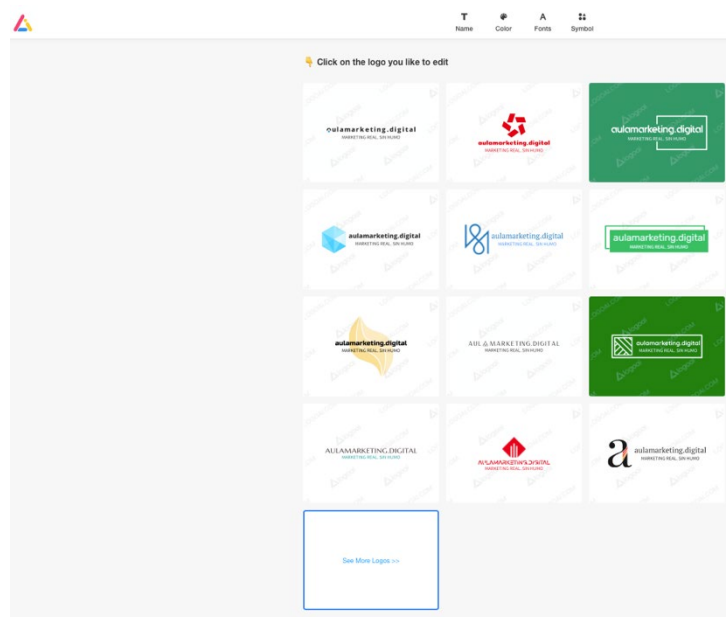 Name Color Fonts Symbol
👇 Click on the logo you like to edit
aulamarketing.digital
MARKETING REAL, SIN HUMO
aulamarketing.digital
MARKETING REAL, SIN HUMO
aulamarketing.digital
MARKETING REAL, SIN HUMO
aulamarketing.digital
MARKETING REAL, SIN HUMO
aulamarketing.digital
MARKETING REAL, SIN HUMO
aulamarketing.digital
MARKETING REAL, SIN HUMO
aulamarketing.digital
MARKETING REAL, SIN HUMO
AUL & MARKETING.DIGITAL
MARKETING REAL, SIN HUMO
aulamarketing.digital
MARKETING REAL, SIN HUMO
AULAMARKETING.DIGITAL
MARKETING REAL, SIN HUMO
AULAMARKETING.DIGITAL
MARKETING REAL, SIN HUMO
a
aulamarketing.digital
MARKETING REAL, SIN HUMO
See More Logos >>